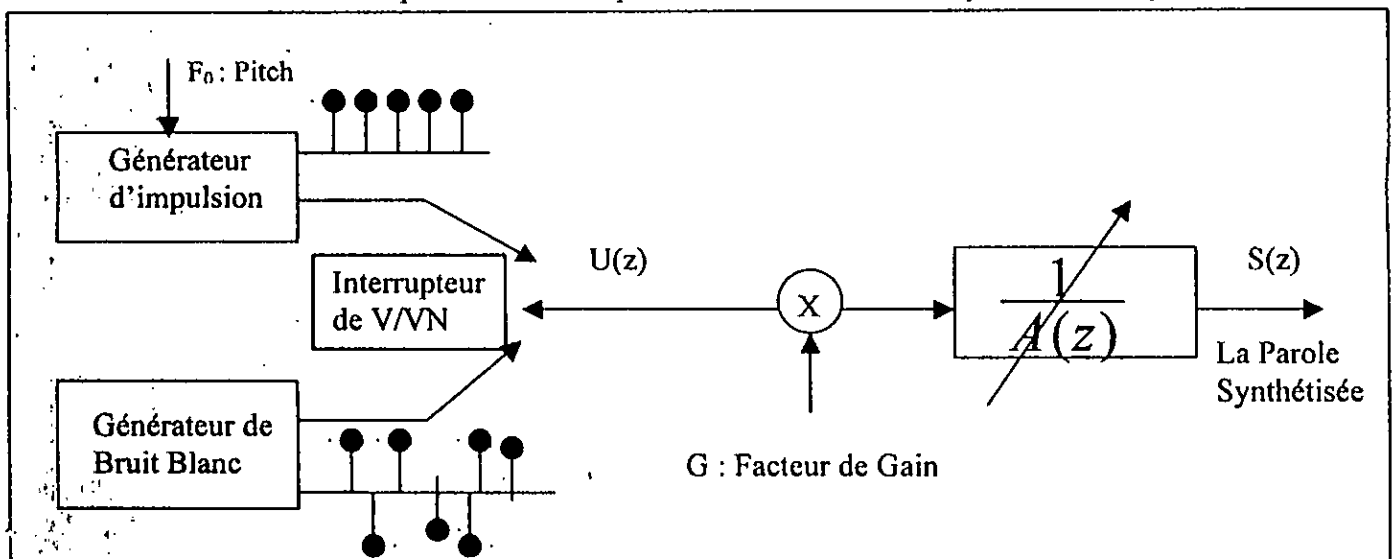 F₀ : Pitch
Générateur
d'impulsion
Interrupteur
de V/VN
U(z)
X
1
A(z)
S(z)
La Parole
Synthétisée
Générateur de
Bruit Blanc
G : Facteur de Gain